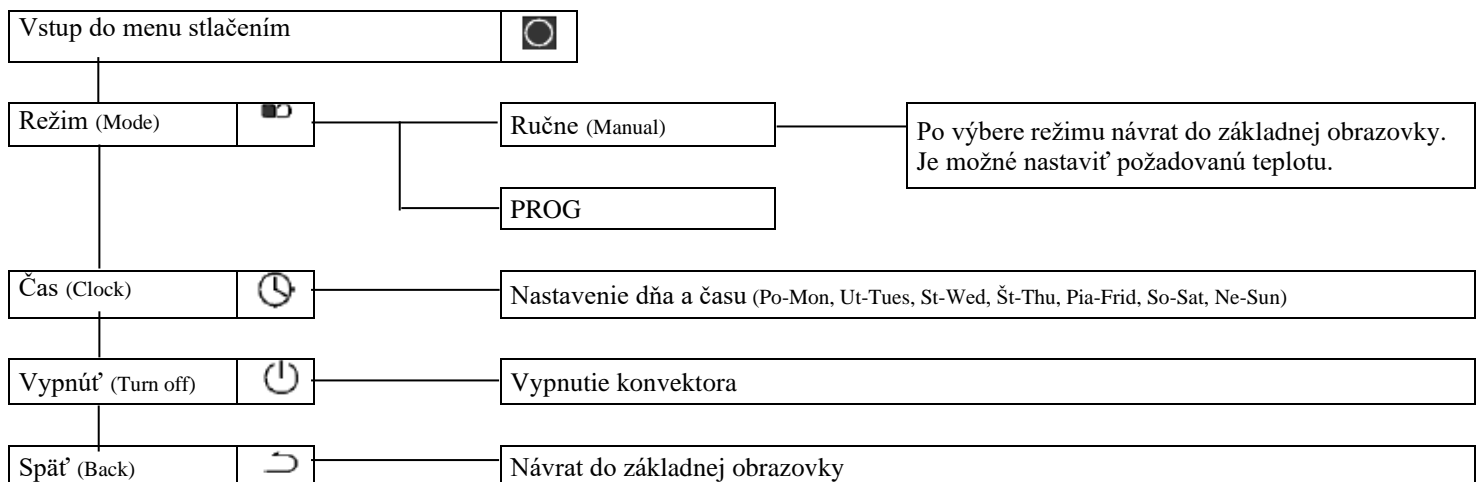 Vstup do menu stlačením
Režim (Mode)
Ručne (Manual)
Po výbere režimu návrat do základnej obrazovky.
Je možné nastaviť požadovanú teplotu.
PROG
Čas (Clock)
Nastavenie dňa a času (Po-Mon, Ut-Tues, St-Wed, Št-Thu, Pia-Frid, So-Sat, Ne-Sun)
Vypnúť (Turn off)
Vypnutie konvektora
Späť (Back)
Návrat do základnej obrazovky